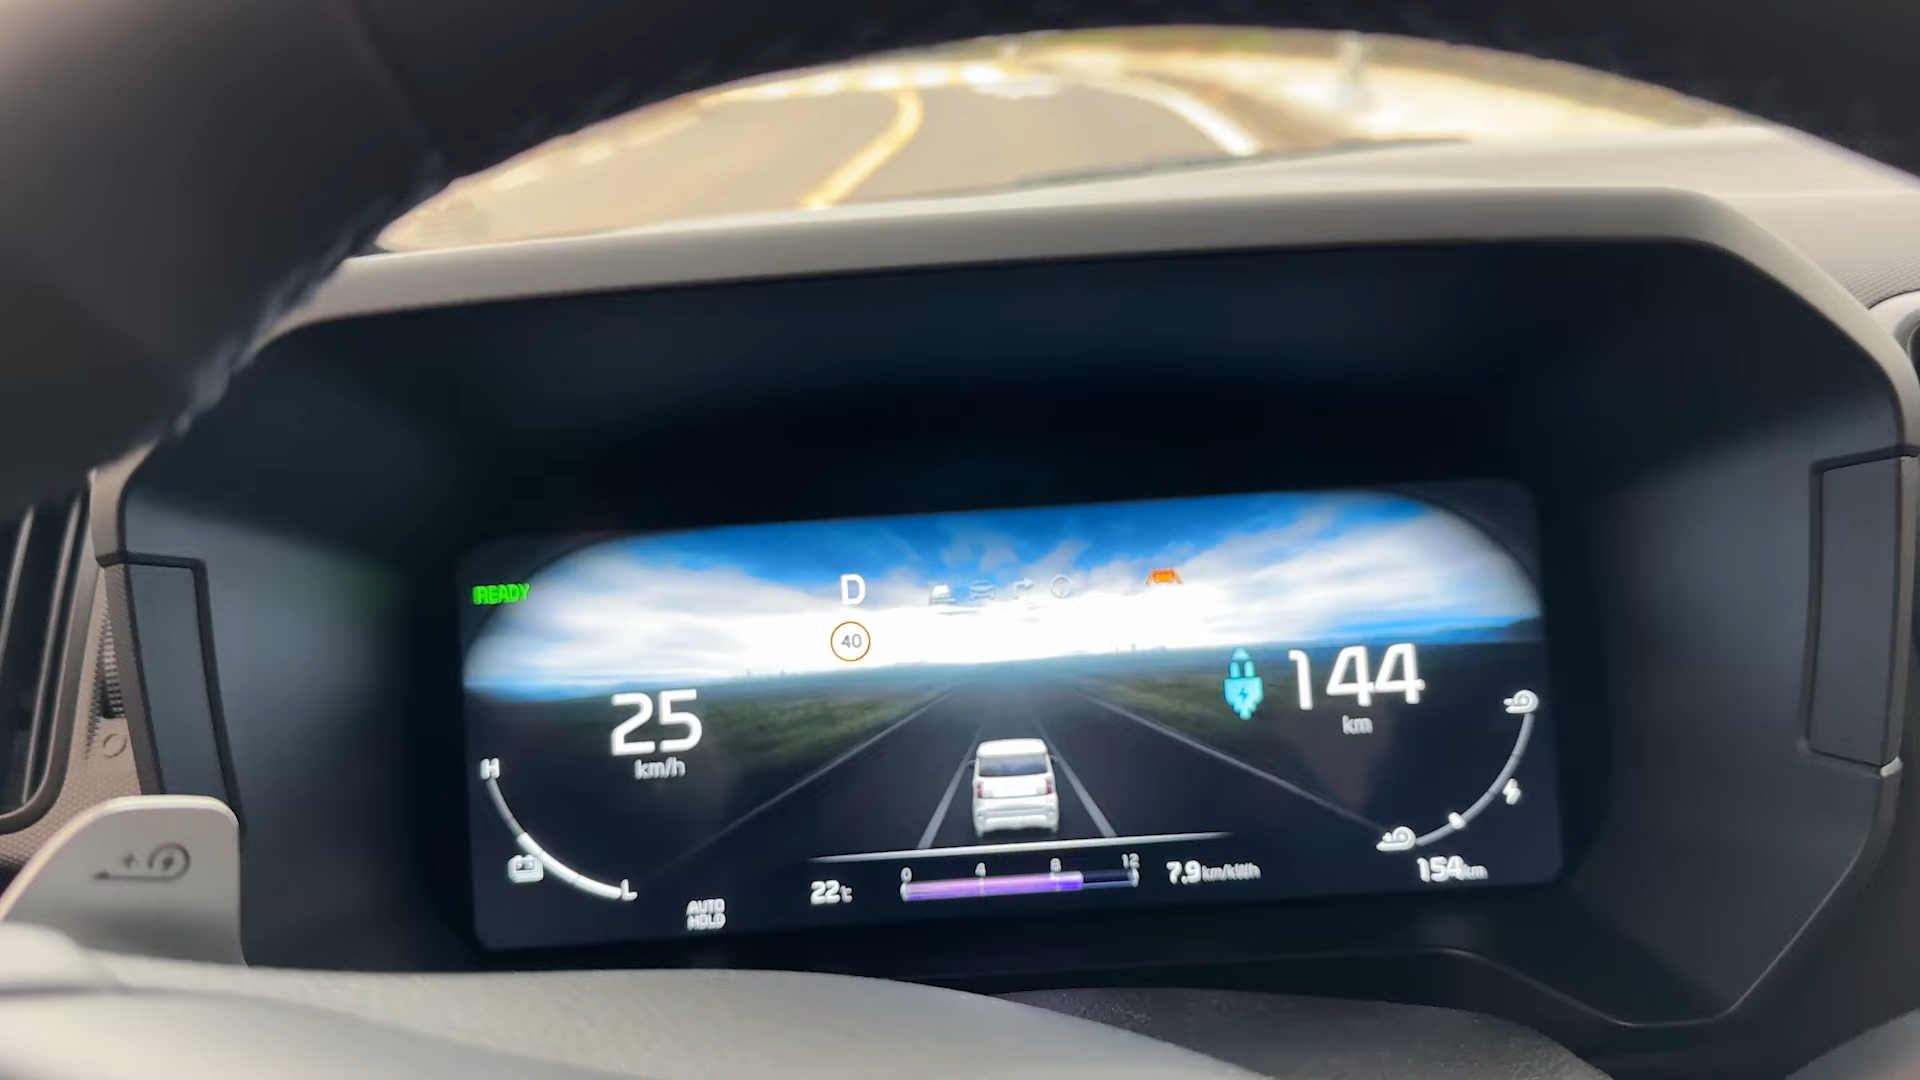 READY
D
40
25
km/h
144
km
H
L
AUTO
HOLD
22℃
0 4 8 12
7.9km/kWh
154km
+